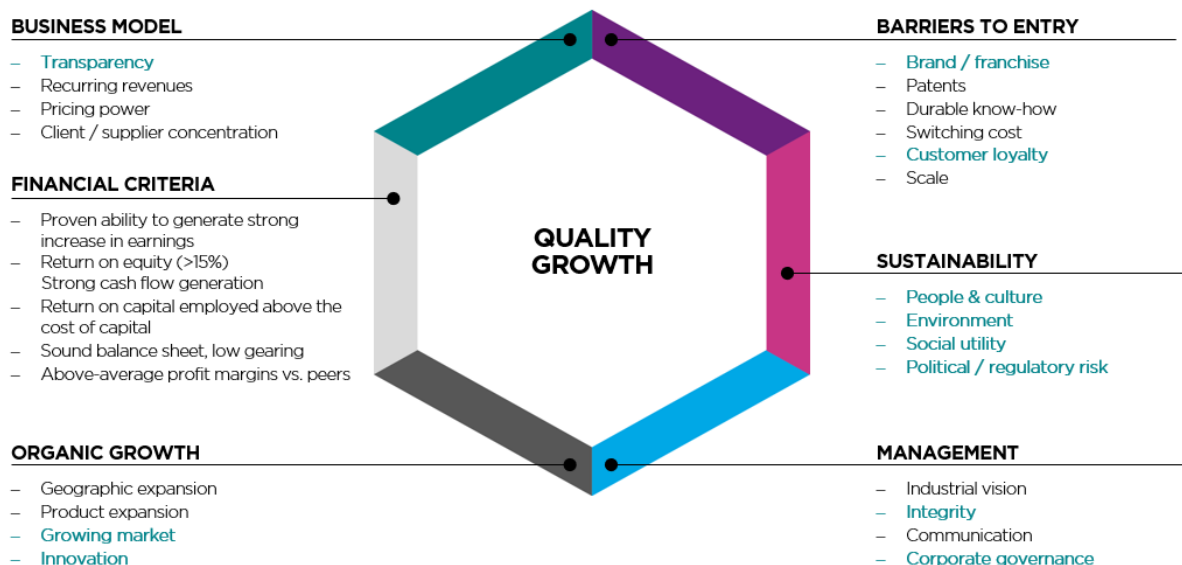 BUSINESS MODEL
– Transparency
– Recurring revenues
– Pricing power
– Client / supplier concentration
FINANCIAL CRITERIA
– Proven ability to generate strong
increase in earnings
– Return on equity (>15%)
Strong cash flow generation
– Return on capital employed above the
cost of capital
– Sound balance sheet, low gearing
– Above-average profit margins vs. peers
ORGANIC GROWTH
– Geographic expansion
– Product expansion
– Growing market
– Innovation
QUALITY
GROWTH
BARRIERS TO ENTRY
– Brand / franchise
– Patents
– Durable know-how
– Switching cost
– Customer loyalty
– Scale
SUSTAINABILITY
– People & culture
– Environment
– Social utility
– Political / regulatory risk
MANAGEMENT
– Industrial vision
– Integrity
– Communication
– Corporate governance